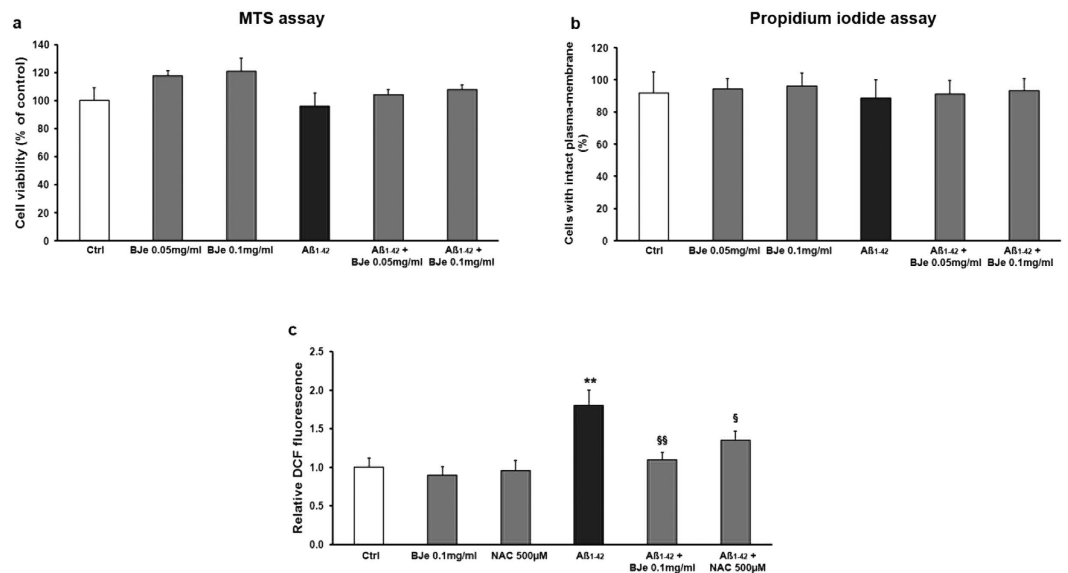 a
MTS assay
Cell viability (% of control)
140
120
100
80
60
40
20
0
Ctrl
BJe 0.05mg/ml
BJe 0.1mg/ml
Aß1-42
Aß1-42 +
BJe 0.05mg/ml
Aß1-42 +
BJe 0.1mg/ml
b
Propidium iodide assay
Cells with intact plasma-membrane
(%)
120
100
80
60
40
20
0
Ctrl
BJe 0.05mg/ml
BJe 0.1mg/ml
Aß1-42
Aß1-42 +
BJe 0.05mg/ml
Aß1-42 +
BJe 0.1mg/ml
c
Relative DCF fluorescence
2.5
2.0
1.5
1.0
0.5
0.0
**
§§
§
Ctrl
BJe 0.1mg/ml
NAC 500µM
Aß1-42
Aß1-42 +
BJe 0.1mg/ml
Aß1-42 +
NAC 500µM